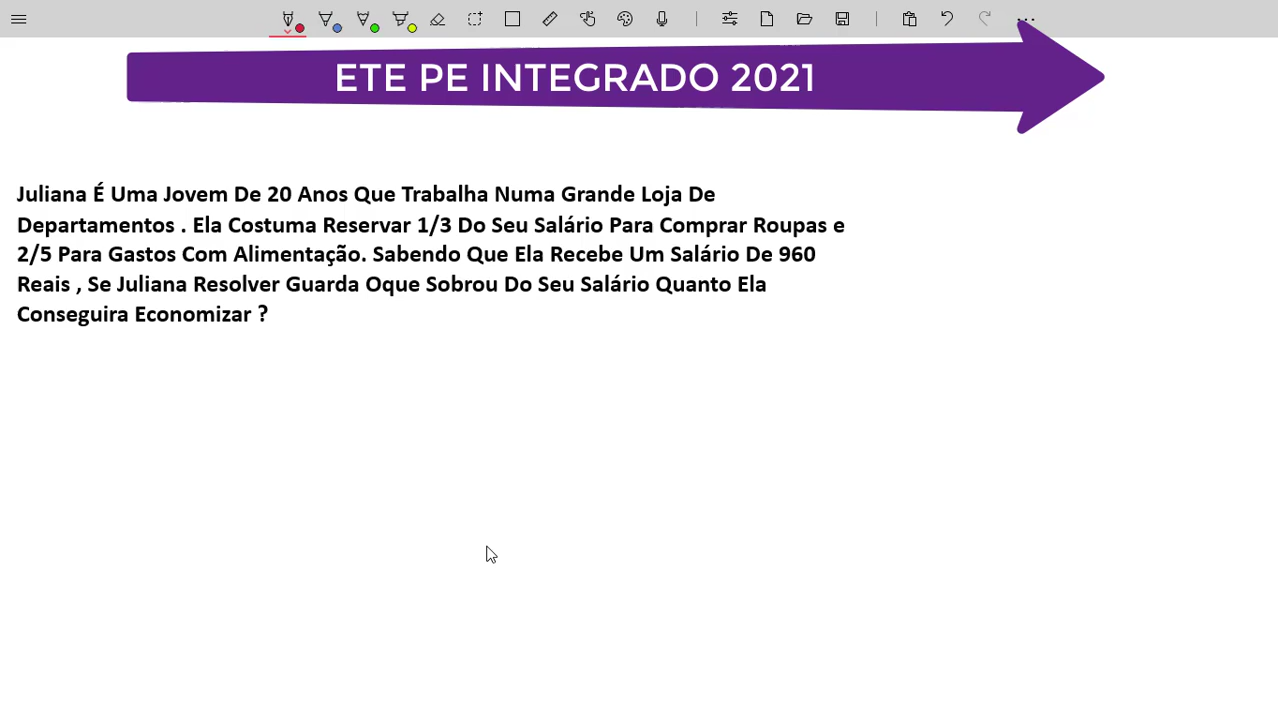 ETE PE INTEGRADO 2021
Juliana É Uma Jovem De 20 Anos Que Trabalha Numa Grande Loja De
Departamentos . Ela Costuma Reservar 1/3 Do Seu Salário Para Comprar Roupas e
2/5 Para Gastos Com Alimentação. Sabendo Que Ela Recebe Um Salário De 960
Reais , Se Juliana Resolver Guarda Oque Sobrou Do Seu Salário Quanto Ela
Conseguira Economizar ?